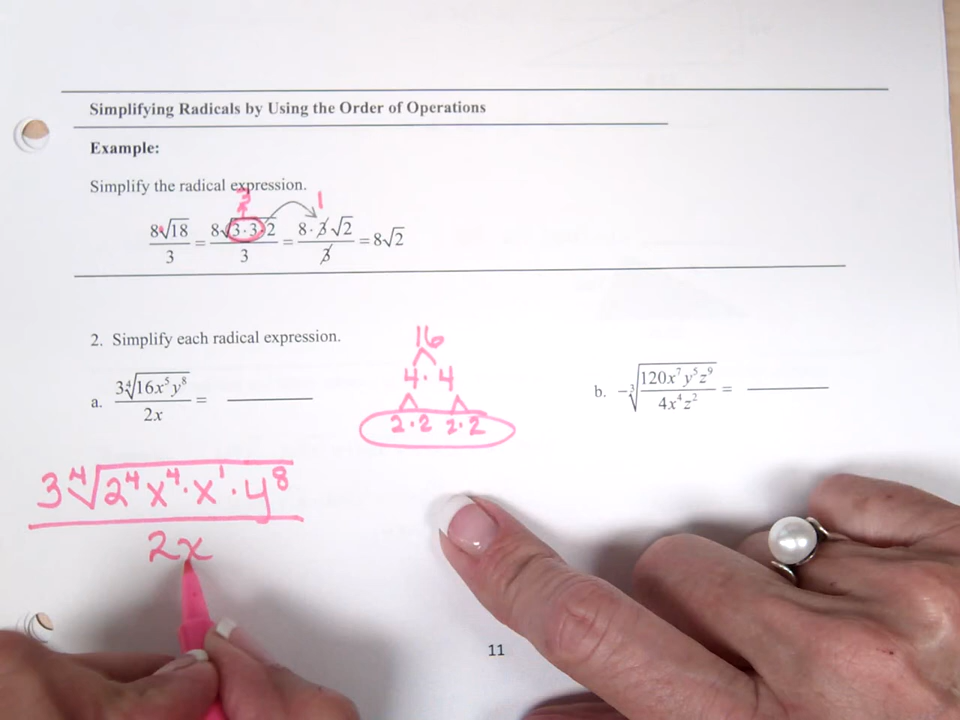 Simplifying Radicals by Using the Order of Operations
Example:
Simplify the radical expression.
3 1
8√18/3 = 8√3·3·2/3 = 8·3√2/3 = 8√2
2. Simplify each radical expression.
16
4 · 4
2·2 2·2
a. 3∜16x⁵y⁸/2x = ______
b. −∛120x⁷y⁵z⁹/4x⁴z² = ______
3∜2⁴x⁴·x¹·y⁸
2x
11